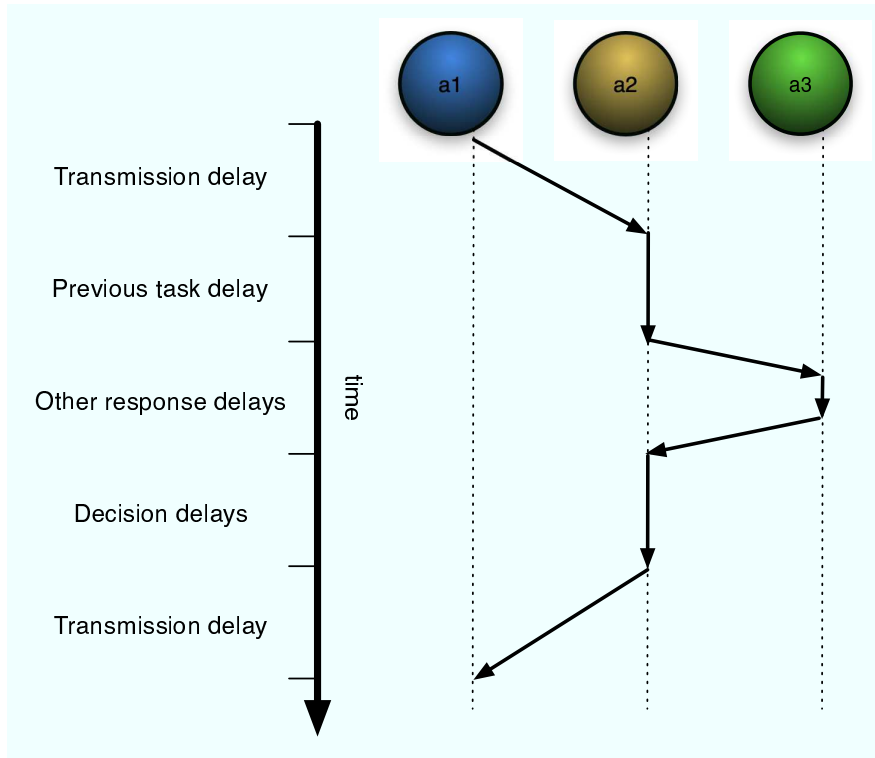 a1
a2
a3
Transmission delay
Previous task delay
time
Other response delays
Decision delays
Transmission delay